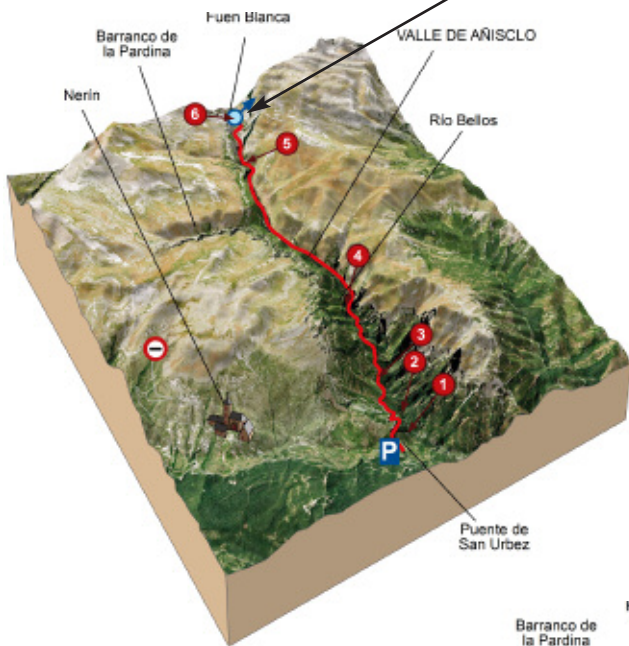 Fuen Blanca
Barranco de
la Pardina
VALLE DE AÑISCLO
Nerín
Río Bellos
6
5
4
3
2
1
P
Puente de
San Urbez
Barranco de
la Pardina